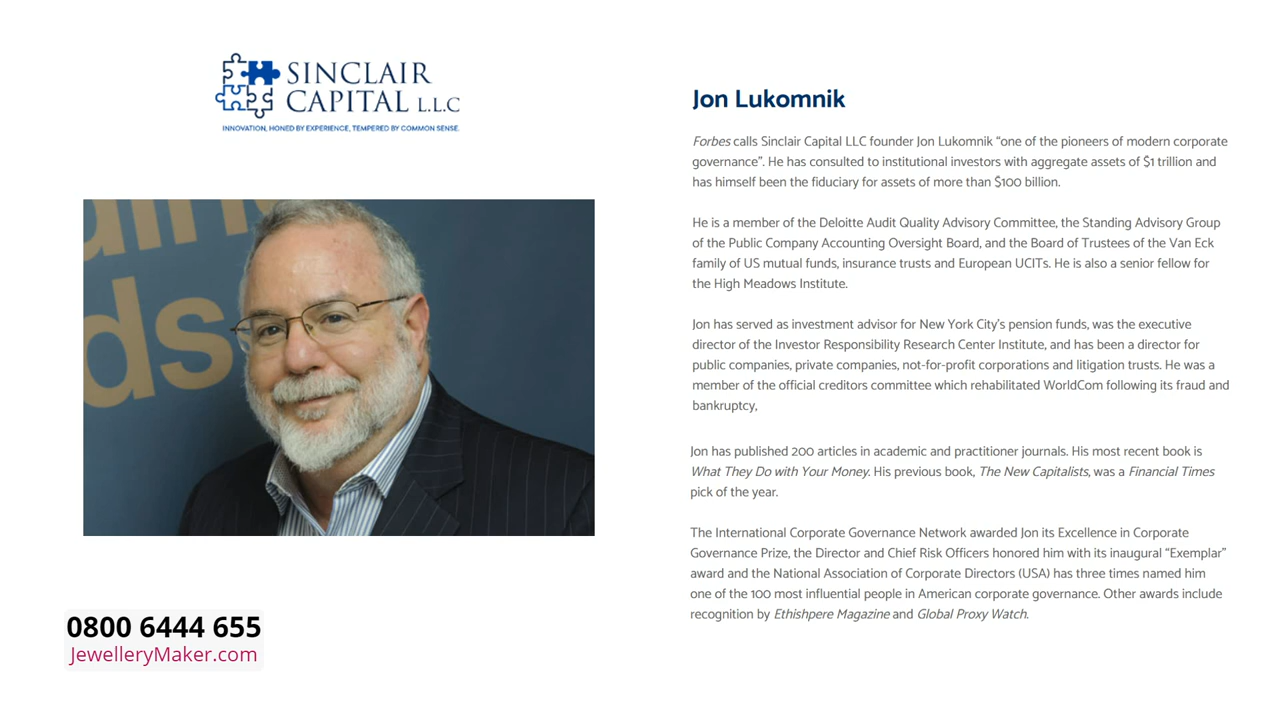 SINCLAIR
CAPITAL L.L.C
INNOVATION, HONED BY EXPERIENCE, TEMPERED BY COMMON SENSE.
ds
0800 6444 655
JewelleryMaker.com
Jon Lukomnik
Forbes calls Sinclair Capital LLC founder Jon Lukomnik “one of the pioneers of modern corporate
governance”. He has consulted to institutional investors with aggregate assets of $1 trillion and
has himself been the fiduciary for assets of more than $100 billion.
He is a member of the Deloitte Audit Quality Advisory Committee, the Standing Advisory Group
of the Public Company Accounting Oversight Board, and the Board of Trustees of the Van Eck
family of US mutual funds, insurance trusts and European UCITs. He is also a senior fellow for
the High Meadows Institute.
Jon has served as investment advisor for New York City's pension funds, was the executive
director of the Investor Responsibility Research Center Institute, and has been a director for
public companies, private companies, not-for-profit corporations and litigation trusts. He was a
member of the official creditors committee which rehabilitated WorldCom following its fraud and
bankruptcy,
Jon has published 200 articles in academic and practitioner journals. His most recent book is
What They Do with Your Money. His previous book, The New Capitalists, was a Financial Times
pick of the year.
The International Corporate Governance Network awarded Jon its Excellence in Corporate
Governance Prize, the Director and Chief Risk Officers honored him with its inaugural “Exemplar”
award and the National Association of Corporate Directors (USA) has three times named him
one of the 100 most influential people in American corporate governance. Other awards include
recognition by Ethishpere Magazine and Global Proxy Watch.